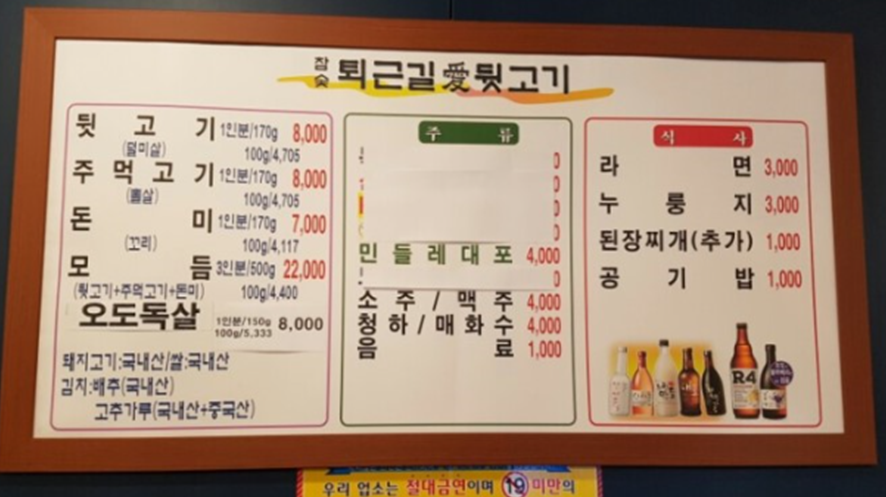 참숯 퇴근길愛뒷고기
뒷고기 1인분/170g 8,000
(덜미살) 100g/4,705
주먹고기 1인분/170g 8,000
(뽈살) 100g/4,705
돈미 1인분/170g 7,000
(꼬리) 100g/4,117
모듬 3인분/500g 22,000
(뒷고기+주먹고기+돈미) 100g/4,400
오도독살 1인분/150g 8,000
100g/5,333
돼지고기:국내산/쌀:국내산
김치:배추(국내산)
고추가루(국내산+중국산)
주류
민들레대포 4,000
소주/맥주 4,000
청하/매화수 4,000
음료 1,000
식사
라면 3,000
누룽지 3,000
된장찌개(추가) 1,000
공기밥 1,000
R4
우리 업소는 절대금연이며 19 미만의